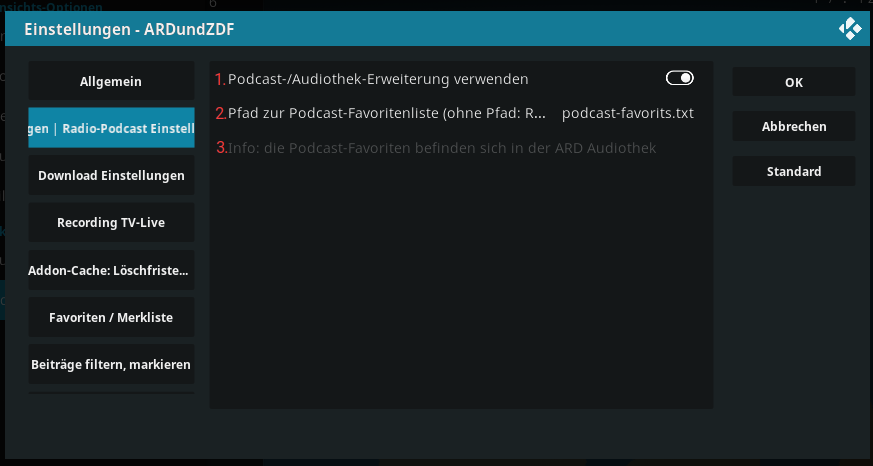 nsichts-Optionen
6
Einstellungen - ARDundZDF
Allgemein
gen | Radio-Podcast Einstell
Download Einstellungen
Recording TV-Live
Addon-Cache: Löschfriste...
Favoriten / Merkliste
Beiträge filtern, markieren
1. Podcast-/Audiothek-Erweiterung verwenden
2. Pfad zur Podcast-Favoritenliste (ohne Pfad: R... podcast-favorits.txt
3. Info: die Podcast-Favoriten befinden sich in der ARD Audiothek
OK
Abbrechen
Standard